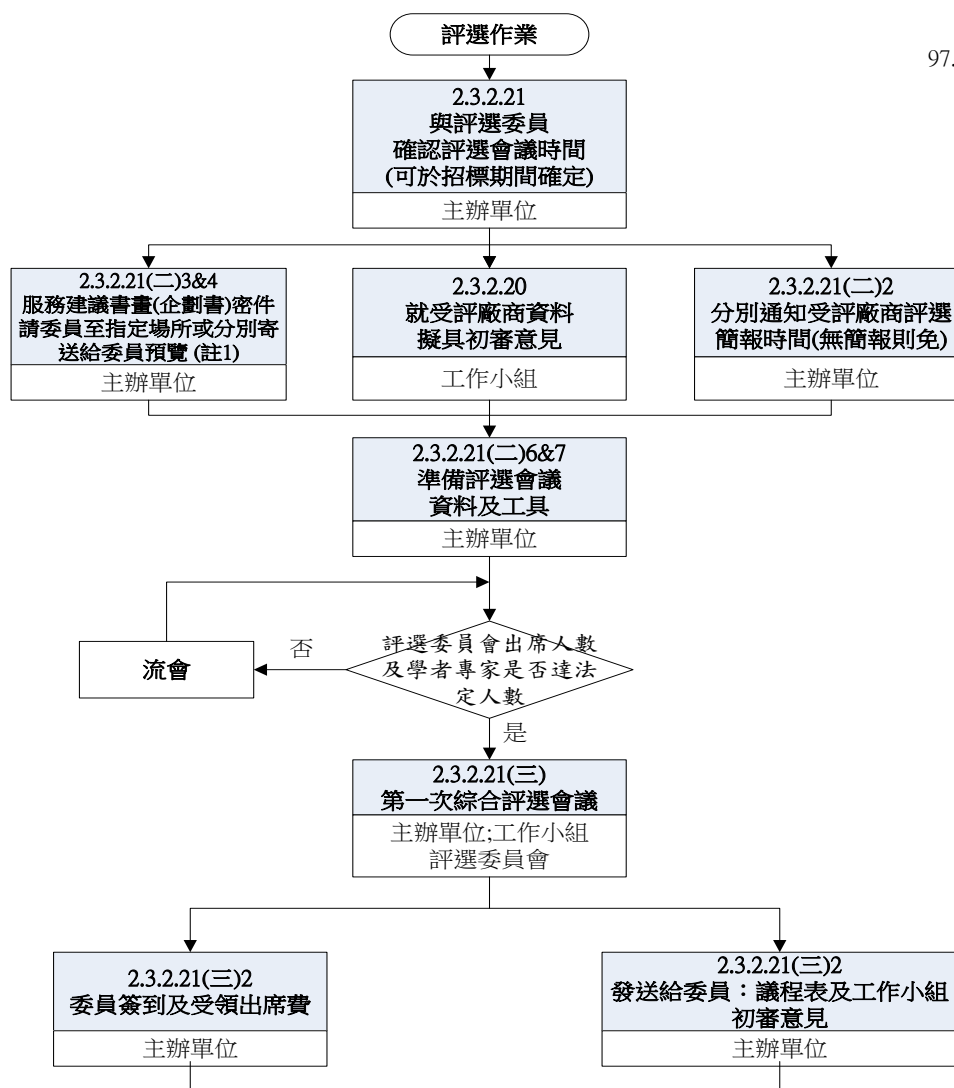 評選作業
97.
2.3.2.21
與評選委員
確認評選會議時間
(可於招標期間確定)
主辦單位
2.3.2.21(二)3&4
服務建議書畫(企劃書)密件
請委員至指定場所或分別寄
送給委員預覽 (註1)
主辦單位
2.3.2.20
就受評廠商資料
擬具初審意見
工作小組
2.3.2.21(二)2
分別通知受評廠商評選
簡報時間(無簡報則免)
主辦單位
2.3.2.21(二)6&7
準備評選會議
資料及工具
主辦單位
評選委員會出席人數
及學者專家是否達法
定人數
否
流會
是
2.3.2.21(三)
第一次綜合評選會議
主辦單位;工作小組
評選委員會
2.3.2.21(三)2
委員簽到及受領出席費
主辦單位
2.3.2.21(三)2
發送給委員：議程表及工作小組
初審意見
主辦單位